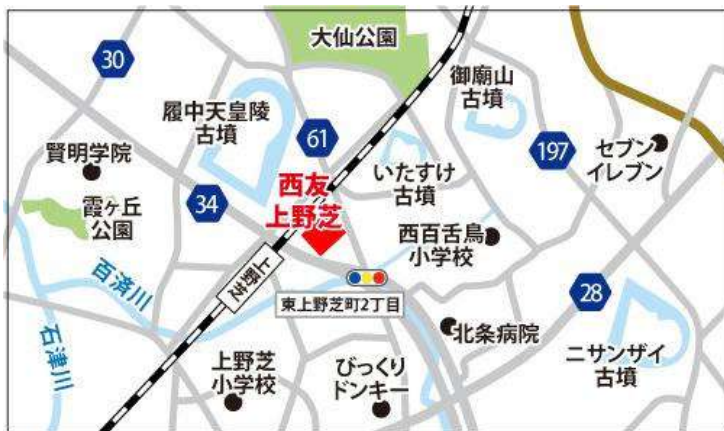 大仙公園
30
御廟山
古墳
履中天皇陵
古墳
61
197
セブン
イレブン
賢明学院
いたすけ
古墳
西友
上野芝
霞ヶ丘
公園
34
西百舌鳥
小学校
上野芝
百済川
石津川
東上野芝町2丁目
28
北条病院
ニサンザイ
古墳
上野芝
小学校
びっくり
ドンキー